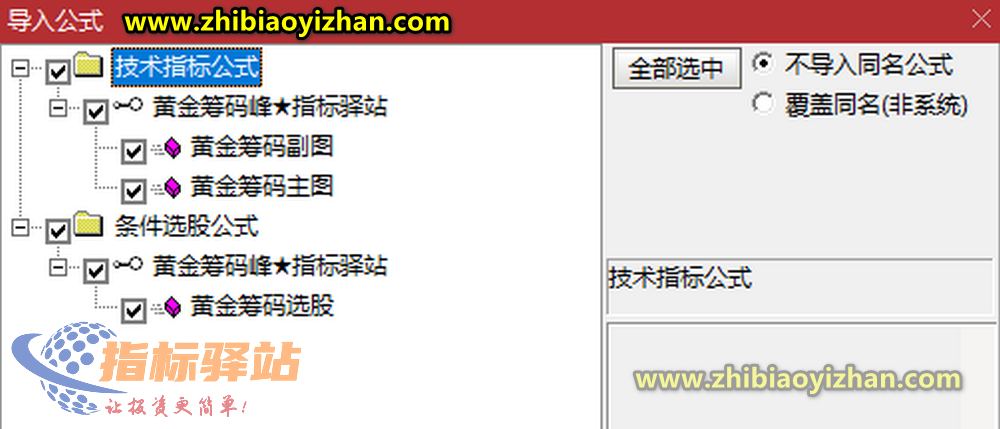 导入公式
www.zhibiaoyizhan.com
技术指标公式
黄金筹码峰★指标驿站
黄金筹码副图
黄金筹码主图
条件选股公式
黄金筹码峰★指标驿站
黄金筹码选股
全部选中
不导入同名公式
覆盖同名(非系统)
技术指标公式
指标驿站
让投资更简单!
www.zhibiaoyizhan.com